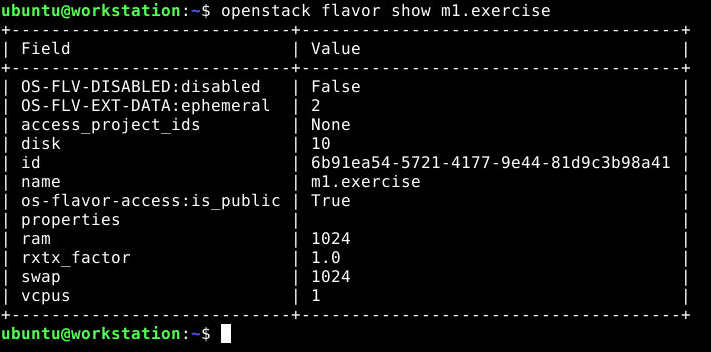 ubuntu@workstation:~$ openstack flavor show m1.exercise
+----------------------------+--------------------------------------+
| Field                      | Value                                |
+----------------------------+--------------------------------------+
| OS-FLV-DISABLED:disabled   | False                                |
| OS-FLV-EXT-DATA:ephemeral  | 2                                    |
| access_project_ids         | None                                 |
| disk                       | 10                                   |
| id                         | 6b91ea54-5721-4177-9e44-81d9c3b98a41 |
| name                       | m1.exercise                          |
| os-flavor-access:is_public | True                                 |
| properties                 |                                      |
| ram                        | 1024                                 |
| rxtx_factor                | 1.0                                  |
| swap                       | 1024                                 |
| vcpus                      | 1                                    |
+----------------------------+--------------------------------------+
ubuntu@workstation:~$